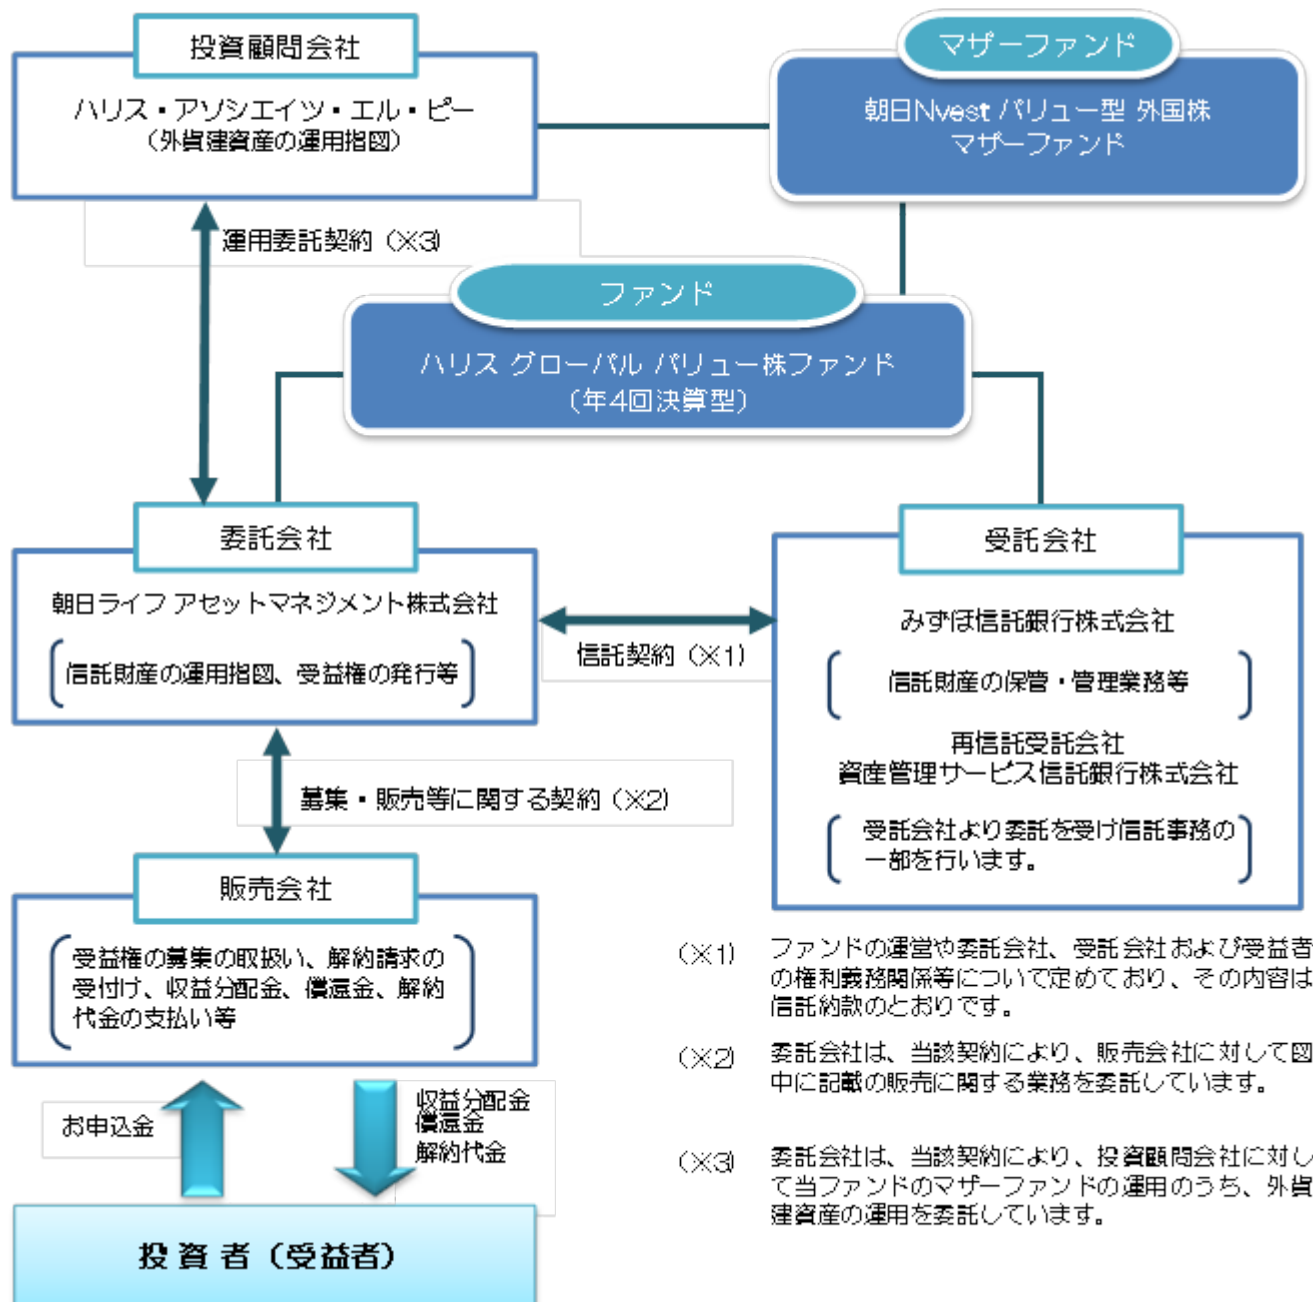 投資顧問会社
ハリス・アソシエイツ・エル・ピー
（外貨建資産の運用指図）
マザーファンド
朝日Nvest バリュー型 外国株
マザーファンド
運用委託契約（※3）
ファンド
ハリス グローバル バリュー株ファンド
（年4回決算型）
委託会社
朝日ライフ アセットマネジメント株式会社
信託財産の運用指図、受益権の発行等
信託契約（※1）
受託会社
みずほ信託銀行株式会社
信託財産の保管・管理業務等
再信託受託会社
資産管理サービス信託銀行株式会社
受託会社より委託を受け信託事務の
一部を行います。
募集・販売等に関する契約（※2）
販売会社
受益権の募集の取扱い、解約請求の
受付け、収益分配金、償還金、解約
代金の支払い等
お申込金
収益分配金
償還金
解約代金
投資者（受益者）
（※1） ファンドの運営や委託会社、受託会社および受益者
の権利義務関係等について定めており、その内容は
信託約款のとおりです。
（※2） 委託会社は、当該契約により、販売会社に対して図
中に記載の販売に関する業務を委託しています。
（※3） 委託会社は、当該契約により、投資顧問会社に対し
て当ファンドのマザーファンドの運用のうち、外貨
建資産の運用を委託しています。